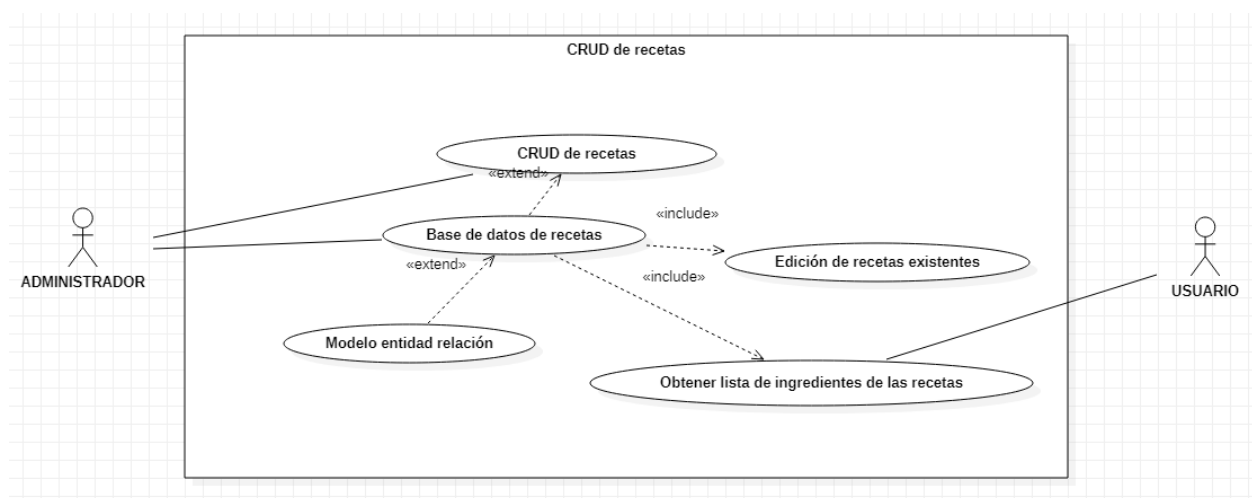 CRUD de recetas
CRUD de recetas
«extend»
Base de datos de recetas
«include»
«extend»
Edición de recetas existentes
«include»
ADMINISTRADOR
USUARIO
Modelo entidad relación
Obtener lista de ingredientes de las recetas